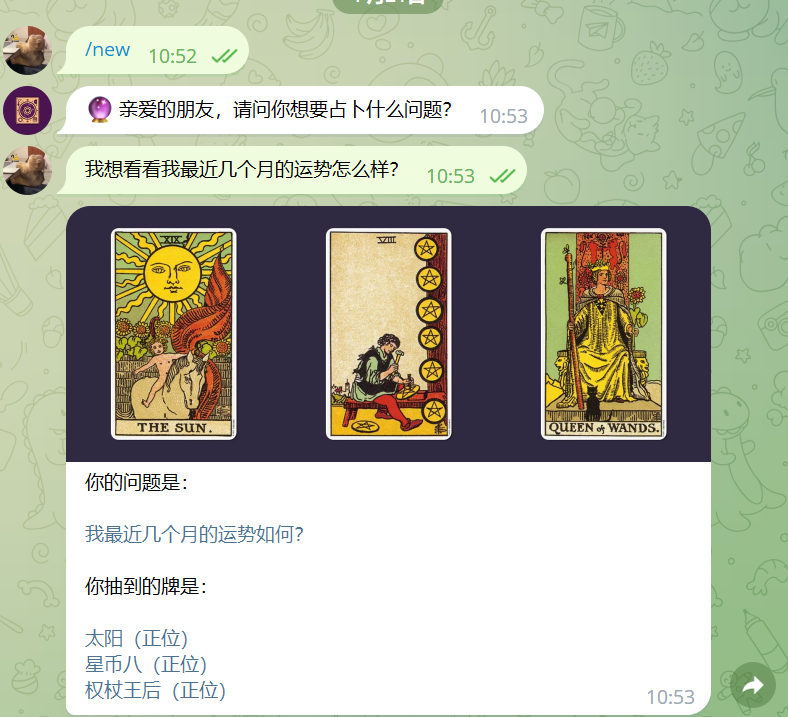 /new 10:52
亲爱的朋友，请问你想要占卜什么问题？ 10:53
我想看看我最近几个月的运势怎么样？ 10:53
XIX
THE SUN.
VIII
QUEEN of WANDS.
你的问题是：
我最近几个月的运势如何？
你抽到的牌是：
太阳（正位）
星币八（正位）
权杖王后（正位）
10:53